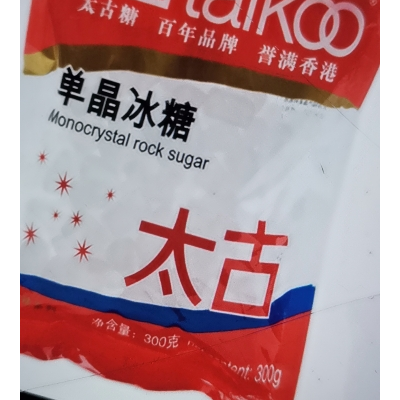 taikoo®
太古糖 百年品牌 誉满香港
单晶冰糖
Monocrystal rock sugar
太古
净含量: 300克
300g